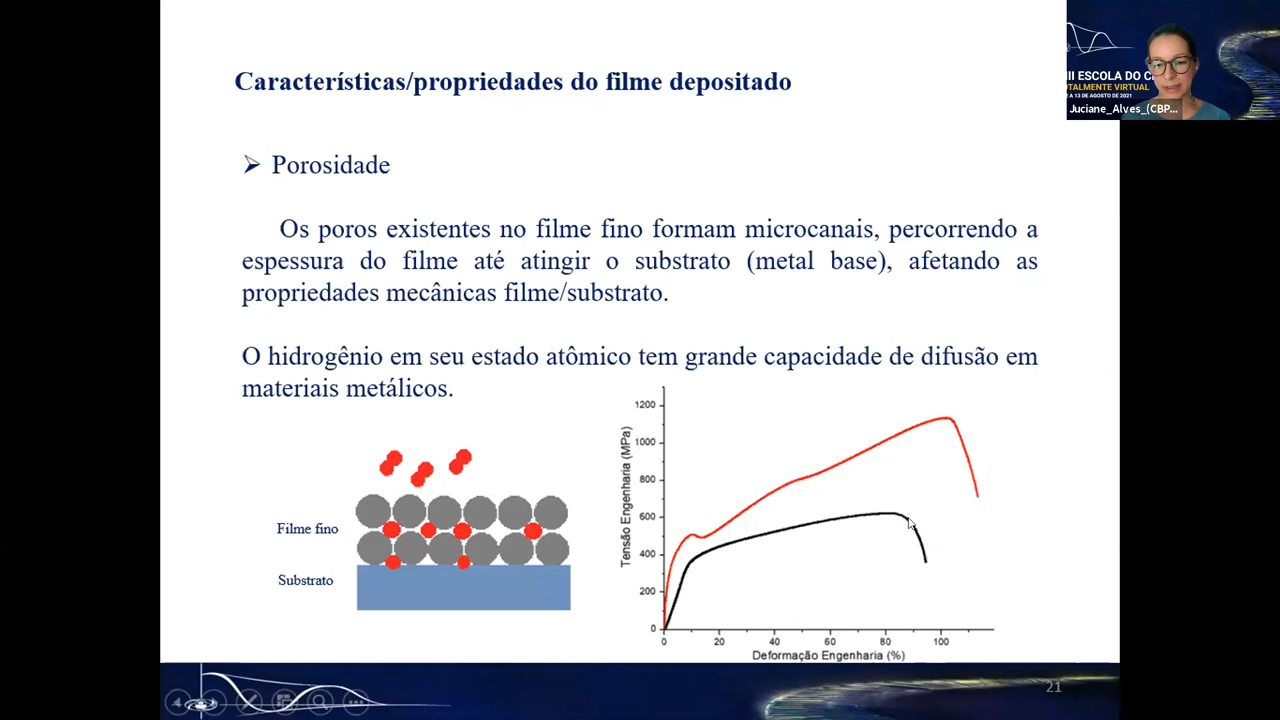 Características/propriedades do filme depositado
III ESCOLA DO C
TOTALMENTE VIRTUAL
A 13 DE AGOSTO DE 2021
Juciane_Alves_(CBP...
➢ Porosidade
Os poros existentes no filme fino formam microcanais, percorrendo a
espessura do filme até atingir o substrato (metal base), afetando as
propriedades mecânicas filme/substrato.
O hidrogênio em seu estado atômico tem grande capacidade de difusão em
materiais metálicos.
Filme fino
Substrato
Tensão Engenharia (MPa)
1200
1000
800
600
400
200
0
0 20 40 60 80 100
Deformação Engenharia (%)
21